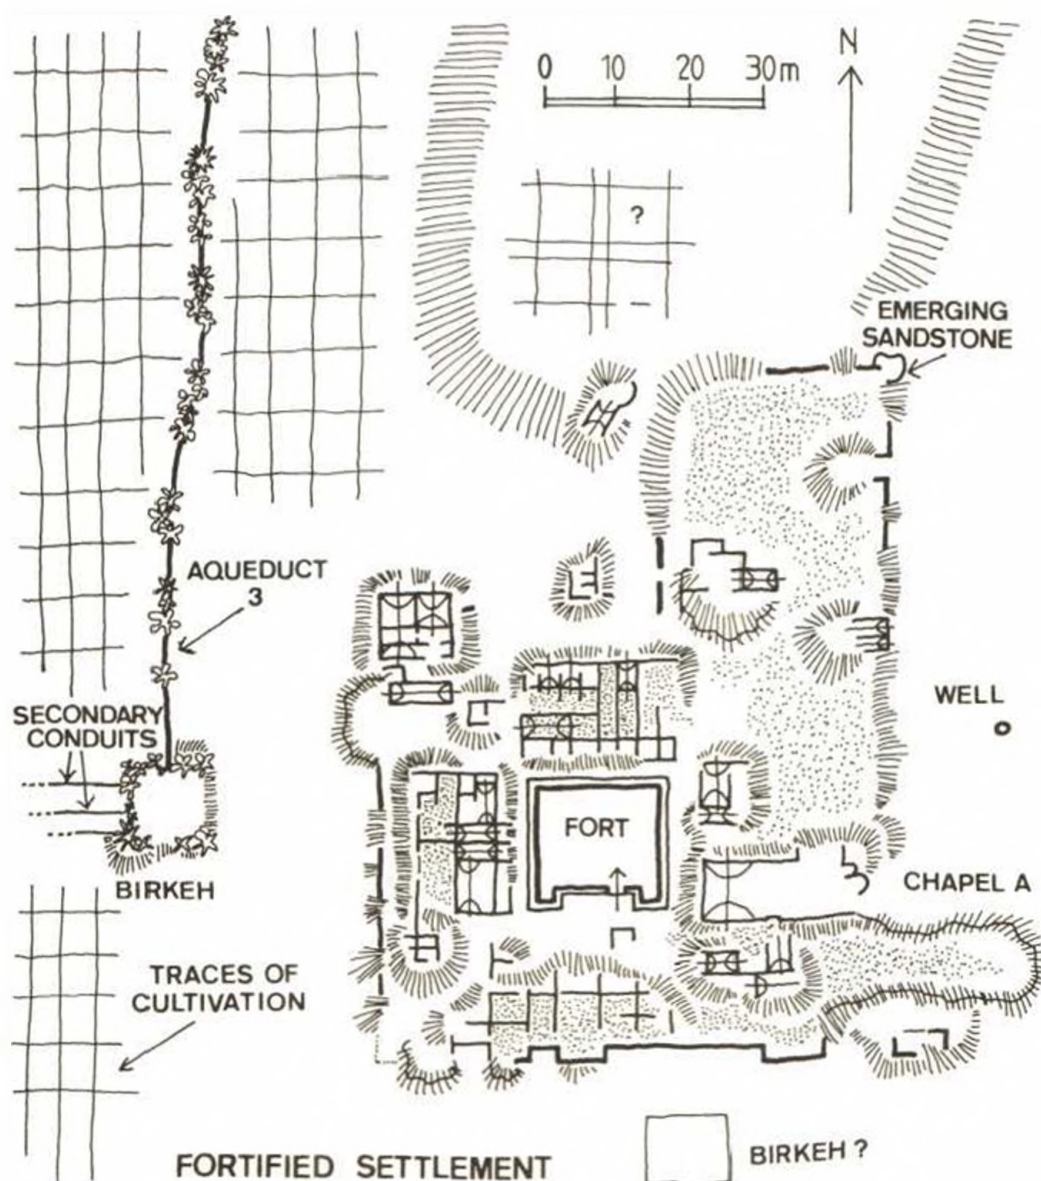 0 10 20 30m
N
?
EMERGING
SANDSTONE
AQUEDUCT
3
SECONDARY
CONDUITS
WELL
FORT
BIRKEH
CHAPEL A
TRACES OF
CULTIVATION
FORTIFIED SETTLEMENT
BIRKEH ?